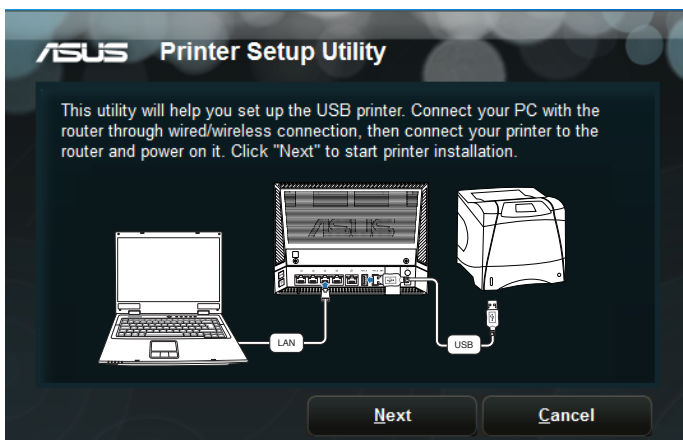 ASUS Printer Setup Utility
This utility will help you set up the USB printer. Connect your PC with the
router through wired/wireless connection, then connect your printer to the
router and power on it. Click "Next" to start printer installation.
ASUS
LAN
USB
Next
Cancel